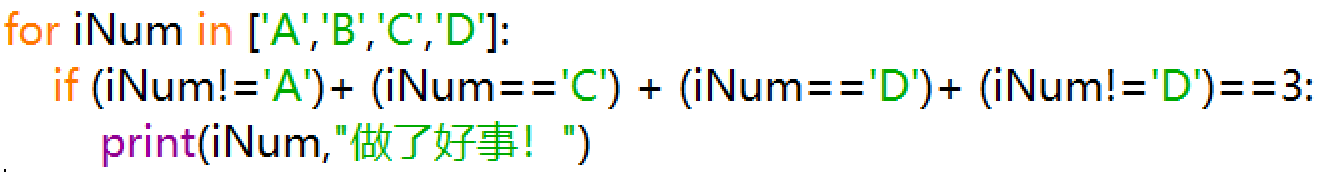 for iNum in ['A','B','C','D']:
    if (iNum!='A')+ (iNum=='C') + (iNum=='D')+ (iNum!='D')==3:
        print(iNum,"做了好事！")